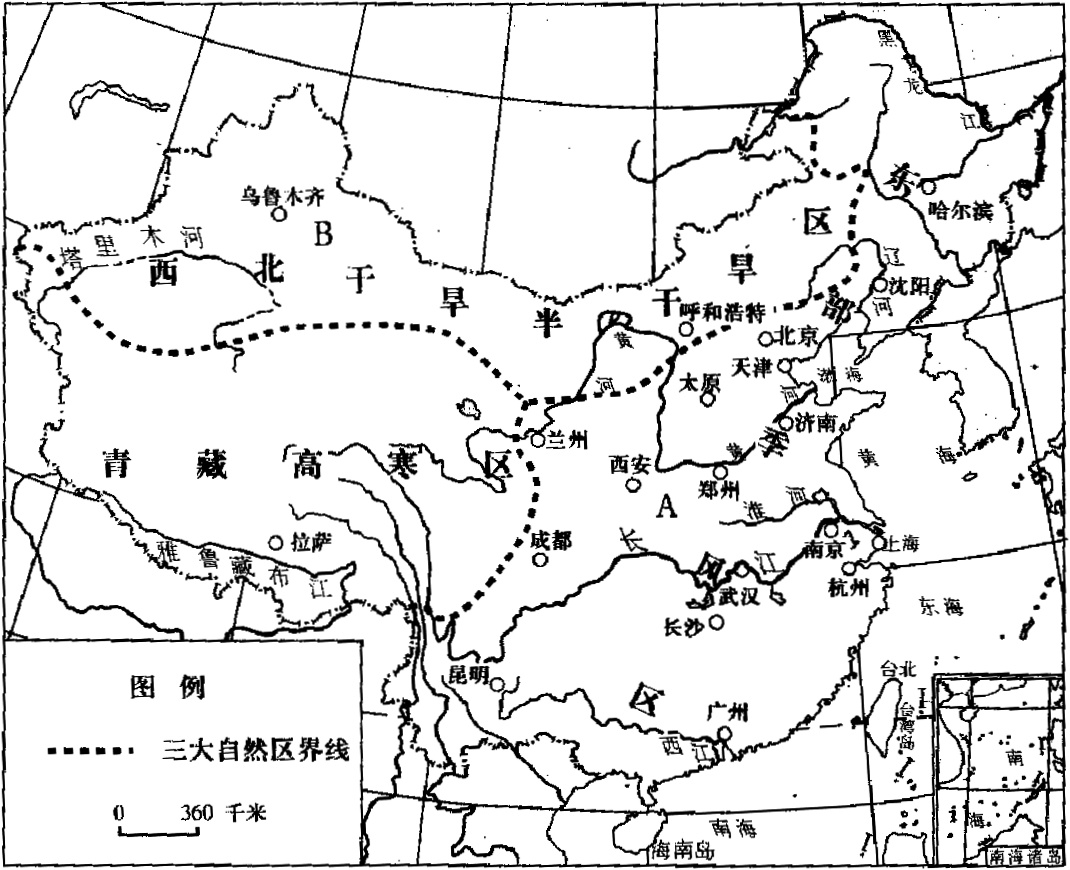 黑龙江
乌鲁木齐
B
塔里木河
西北干旱半干旱区
东部季风区
哈尔滨
辽河
沈阳
呼和浩特
北京
天津
渤海
黄河
太原
济南
黄河
黄海
兰州
青藏高寒区
西安
郑州
A
淮河
拉萨
雅鲁藏布江
成都
长江
南京
上海
武汉
杭州
长沙
东海
昆明
台北
台湾岛
广州
西江
南海
海南岛
图例
三大自然区界线
0 360 千米
南海
南海诸岛